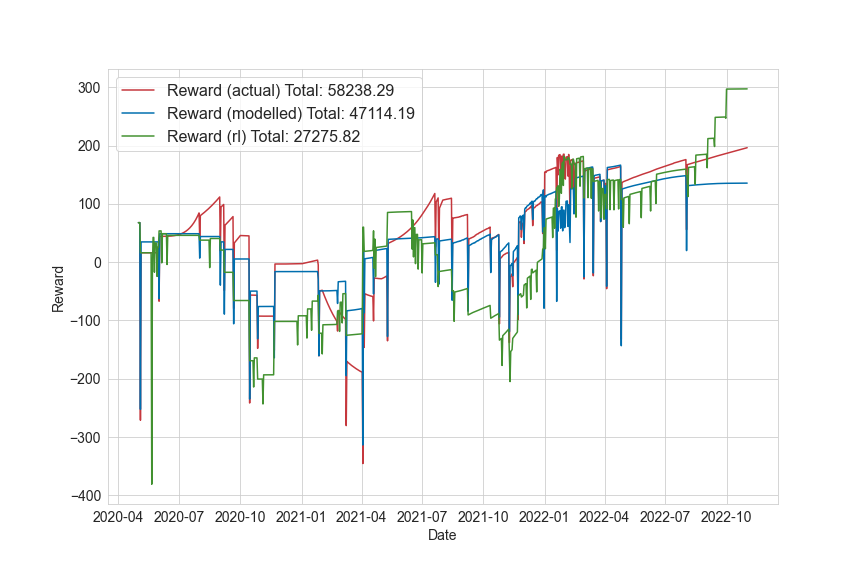 Reward (actual) Total: 58238.29
Reward (modelled) Total: 47114.19
Reward (rl) Total: 27275.82
300
200
100
0
−100
−200
−300
−400
Reward
2020-04 2020-07 2020-10 2021-01 2021-04 2021-07 2021-10 2022-01 2022-04 2022-07 2022-10
Date